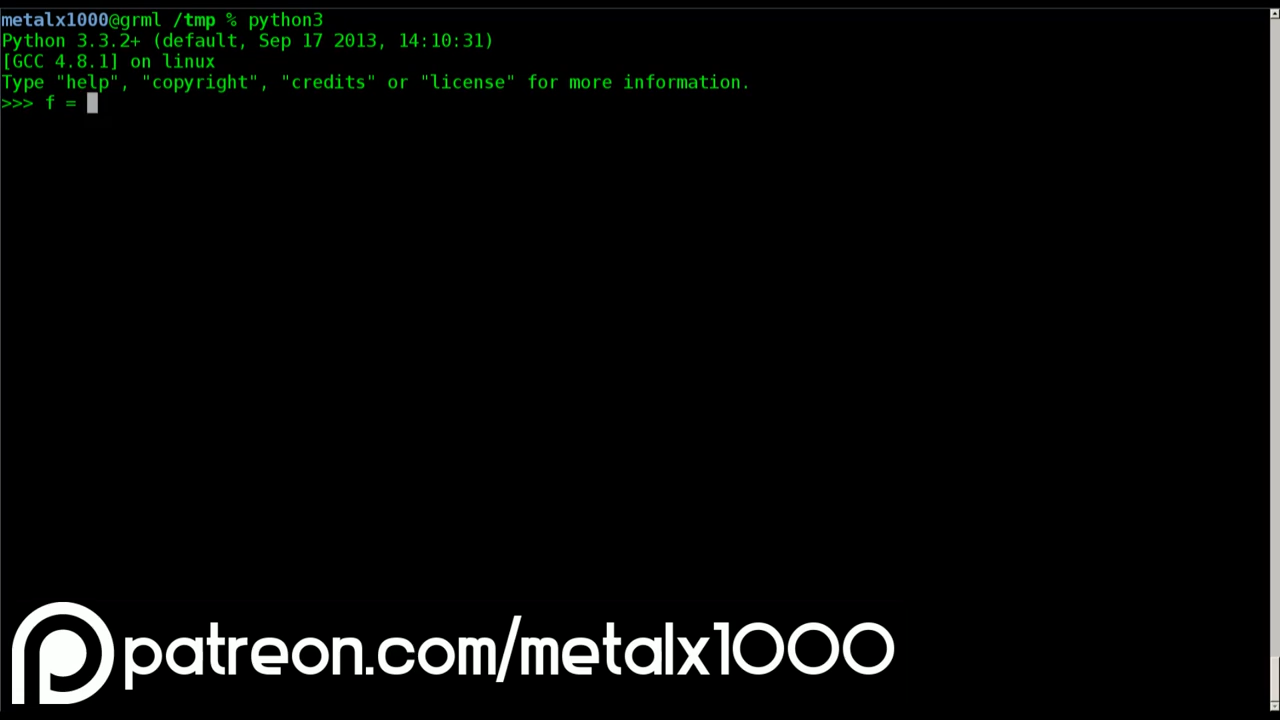 metalx1000@grml /tmp % python3
Python 3.3.2+ (default, Sep 17 2013, 14:10:31)
[GCC 4.8.1] on linux
Type "help", "copyright", "credits" or "license" for more information.
>>> f =
patreon.com/metalx1000